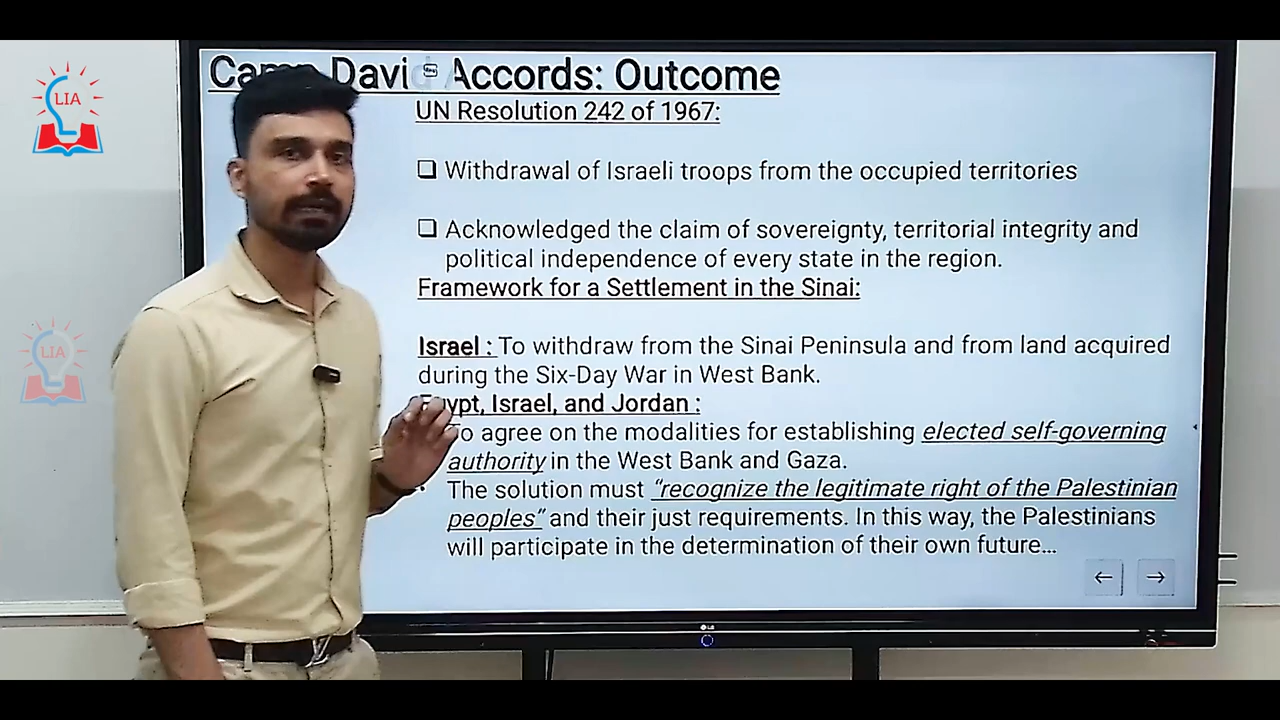 Camp David Accords: Outcome
UN Resolution 242 of 1967:
❑ Withdrawal of Israeli troops from the occupied territories
❑ Acknowledged the claim of sovereignty, territorial integrity and
political independence of every state in the region.
Framework for a Settlement in the Sinai:
Israel : To withdraw from the Sinai Peninsula and from land acquired
during the Six-Day War in West Bank.
Egypt, Israel, and Jordan :
To agree on the modalities for establishing elected self-governing
authority in the West Bank and Gaza.
• The solution must “recognize the legitimate right of the Palestinian
peoples” and their just requirements. In this way, the Palestinians
will participate in the determination of their own future...
LIA
LIA
LG